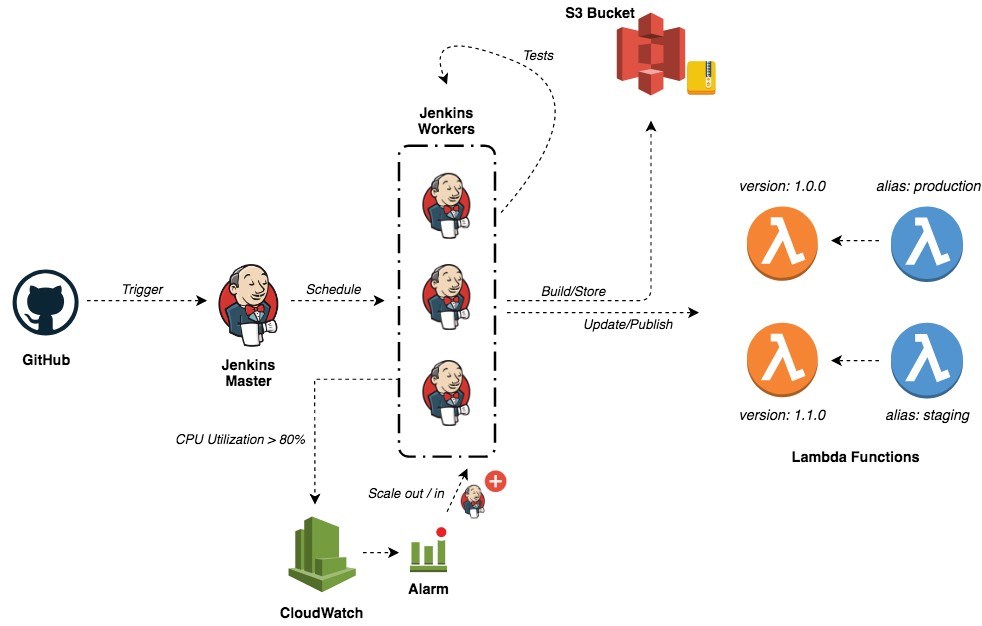 S3 Bucket
Tests
Jenkins
Workers
version: 1.0.0
alias: production
Trigger
Schedule
Build/Store
Update/Publish
GitHub
Jenkins
Master
version: 1.1.0
alias: staging
CPU Utilization > 80%
Lambda Functions
Scale out / in
Alarm
CloudWatch